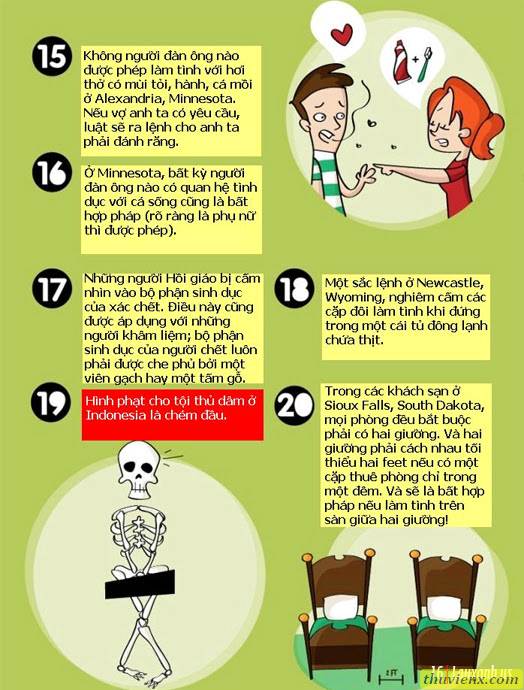 15
Không người đàn ông nào
được phép làm tình với hơi
thở có mùi tỏi, hành, cá mồi
ở Alexandria, Minnesota.
Nếu vợ anh ta có yêu cầu,
luật sẽ ra lệnh cho anh ta
phải đánh răng.
16
Ở Minnesota, bất kỳ người
đàn ông nào có quan hệ tình
dục với cá sống cũng là bất
hợp pháp (rõ ràng là phụ nữ
thì được phép).
17
Những người Hồi giáo bị cấm
nhìn vào bộ phận sinh dục
của xác chết. Điều này cũng
được áp dụng với những
người khâm liệm; bộ phận
sinh dục của người chết luôn
phải được che phủ bởi một
viên gạch hay một tấm gỗ.
18
Một sắc lệnh ở Newcastle,
Wyoming, nghiêm cấm các
cặp đôi làm tình khi đứng
trong một cái tủ đông lạnh
chứa thịt.
19
Hình phạt cho tội thủ dâm ở
Indonesia là chém đầu.
20
Trong các khách sạn ở
Sioux Falls, South Dakota,
mọi phòng đều bắt buộc
phải có hai giường. Và hai
giường phải cách nhau tối
thiểu hai feet nếu có một
cặp thuê phòng chỉ trong
một đêm. Và sẽ là bất hợp
pháp nếu làm tình trên
sàn giữa hai giường!
2 FT
thuvienx.com